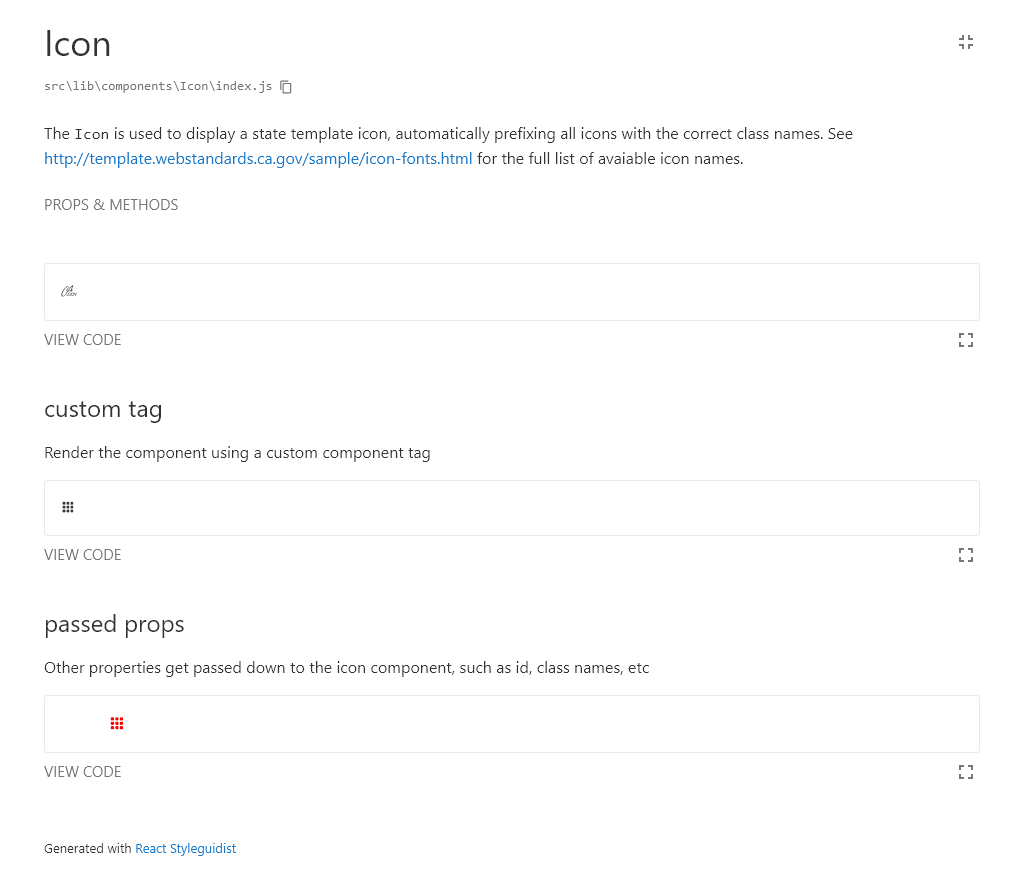 Icon
src\lib\components\Icon\index.js
The Icon is used to display a state template icon, automatically prefixing all icons with the correct class names. See
http://template.webstandards.ca.gov/sample/icon-fonts.html for the full list of avaiable icon names.
PROPS & METHODS
VIEW CODE
custom tag
Render the component using a custom component tag
VIEW CODE
passed props
Other properties get passed down to the icon component, such as id, class names, etc
VIEW CODE
Generated with React Styleguidist